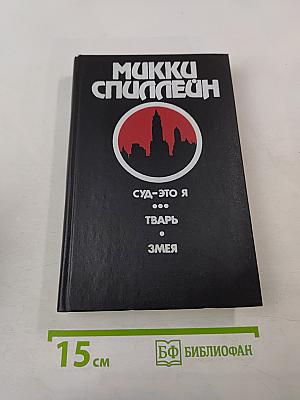 МИККИ
СПИЛЛЕЙН
СУД-ЭТО Я
•••
ТВАРЬ
•
ЗМЕЯ
15 см
БФ БИБЛИОФАН